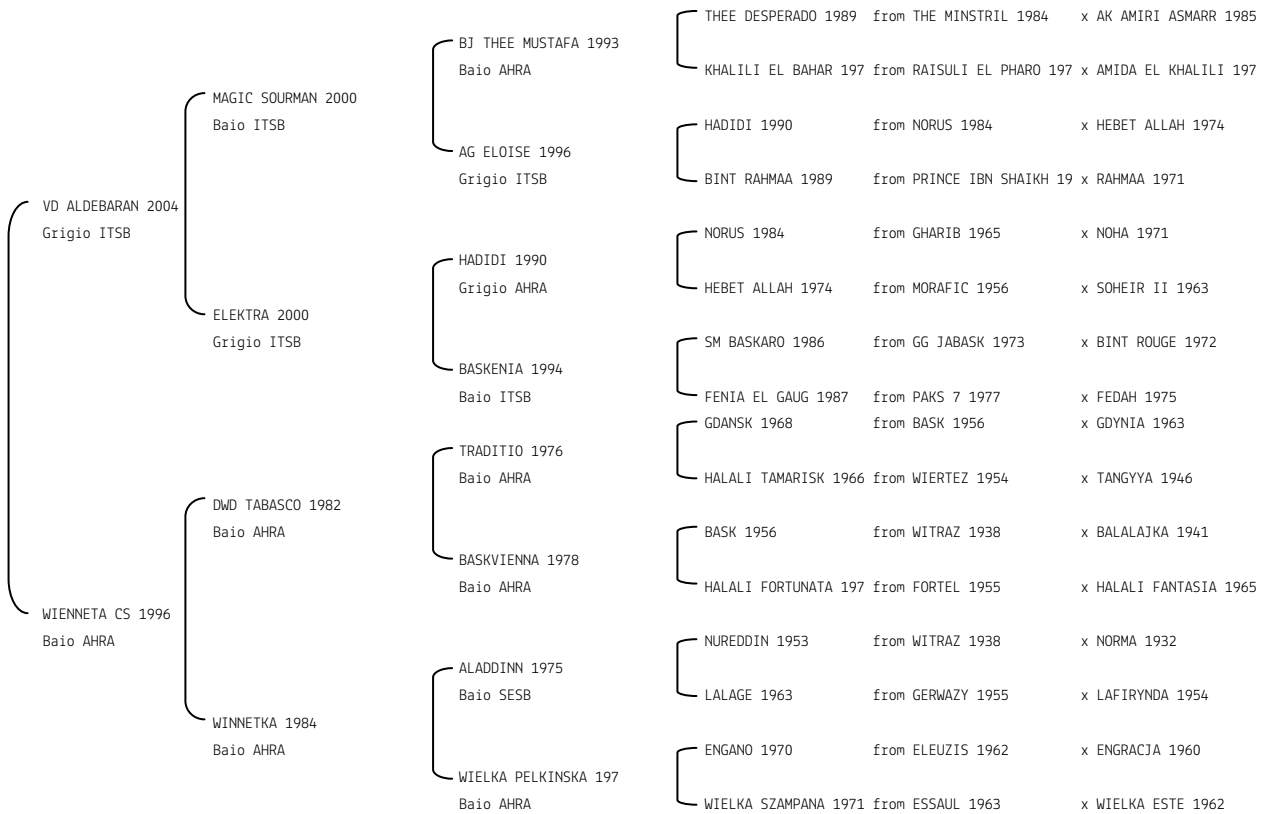 THEE DESPERADO 1989 from THE MINSTRIL 1984 x AK AMIRI ASMARR 1985
BJ THEE MUSTAFA 1993
Baio AHRA
KHALILI EL BAHAR 197 from RAISULI EL PHARO 197 x AMIDA EL KHALILI 197
MAGIC SOURMAN 2000
Baio ITSB
HADIDI 1990 from NORUS 1984 x HEBET ALLAH 1974
AG ELOISE 1996
Grigio ITSB
BINT RAHMAA 1989 from PRINCE IBN SHAIKH 19 x RAHMAA 1971
VD ALDEBARAN 2004
Grigio ITSB
NORUS 1984 from GHARIB 1965 x NOHA 1971
HADIDI 1990
Grigio AHRA
HEBET ALLAH 1974 from MORAFIC 1956 x SOHEIR II 1963
ELEKTRA 2000
Grigio ITSB
SM BASKARO 1986 from GG JABASK 1973 x BINT ROUGE 1972
BASKENIA 1994
Baio ITSB
FENIA EL GAUG 1987 from PAKS 7 1977 x FEDAH 1975
GDANSK 1968 from BASK 1956 x GDYNIA 1963
TRADITIO 1976
Baio AHRA
HALALI TAMARISK 1966 from WIERTEZ 1954 x TANGYYA 1946
DWD TABASCO 1982
Baio AHRA
BASK 1956 from WITRAZ 1938 x BALALAJKA 1941
BASKVIENNA 1978
Baio AHRA
HALALI FORTUNATA 197 from FORTEL 1955 x HALALI FANTASIA 1965
WIENNETA CS 1996
Baio AHRA
NUREDDIN 1953 from WITRAZ 1938 x NORMA 1932
ALADDINN 1975
Baio SESB
LALAGE 1963 from GERWAZY 1955 x LAFIRYNDA 1954
WINNETKA 1984
Baio AHRA
ENGANO 1970 from ELEUZIS 1962 x ENGRACJA 1960
WIELKA PELKINSKA 197
Baio AHRA
WIELKA SZAMPANA 1971 from ESSAUL 1963 x WIELKA ESTE 1962